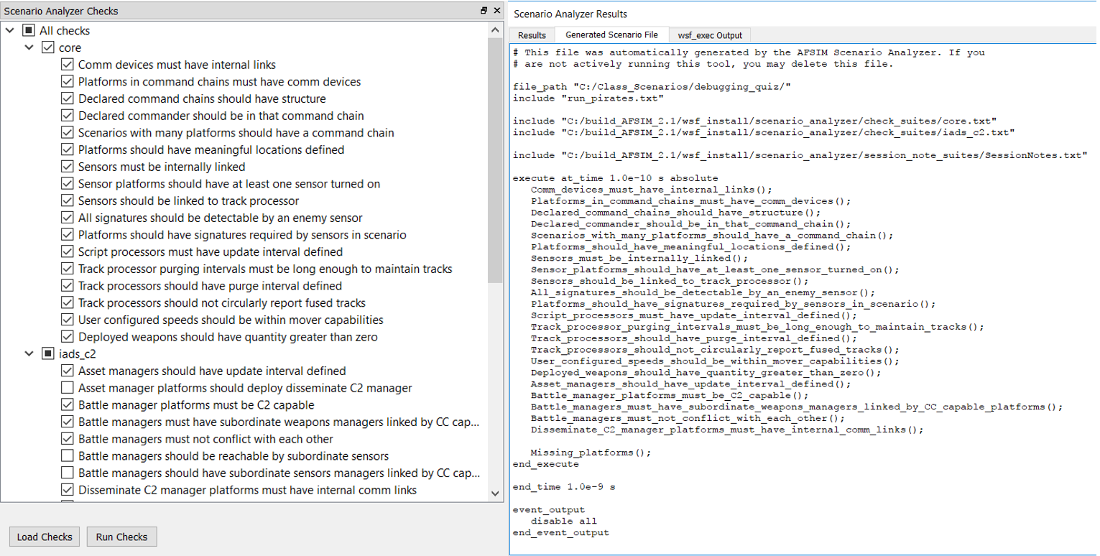 Scenario Analyzer Checks
All checks
core
Comm devices must have internal links
Platforms in command chains must have comm devices
Declared command chains should have structure
Declared commander should be in that command chain
Scenarios with many platforms should have a command chain
Platforms should have meaningful locations defined
Sensors must be internally linked
Sensor platforms should have at least one sensor turned on
Sensors should be linked to track processor
All signatures should be detectable by an enemy sensor
Platforms should have signatures required by sensors in scenario
Script processors must have update interval defined
Track processor purging intervals must be long enough to maintain tracks
Track processors should have purge interval defined
Track processors should not circularly report fused tracks
User configured speeds should be within mover capabilities
Deployed weapons should have quantity greater than zero
iads_c2
Asset managers should have update interval defined
Asset manager platforms should deploy disseminate C2 manager
Battle manager platforms must be C2 capable
Battle managers must have subordinate weapons managers linked by CC cap...
Battle managers must not conflict with each other
Battle managers should be reachable by subordinate sensors
Battle managers should have subordinate sensors managers linked by CC cap...
Disseminate C2 manager platforms must have internal comm links
Load Checks
Run Checks
Scenario Analyzer Results
Results
Generated Scenario File
wsf_exec Output
# This file was automatically generated by the AFSIM Scenario Analyzer. If you
# are not actively running this tool, you may delete this file.
file_path "C:/Class_Scenarios/debugging_quiz/"
include "run_pirates.txt"
include "C:/build_AFSIM_2.1/wsf_install/scenario_analyzer/check_suites/core.txt"
include "C:/build_AFSIM_2.1/wsf_install/scenario_analyzer/check_suites/iads_c2.txt"
include "C:/build_AFSIM_2.1/wsf_install/scenario_analyzer/session_note_suites/SessionNotes.txt"
execute at_time 1.0e-10 s absolute
Comm_devices_must_have_internal_links();
Platforms_in_command_chains_must_have_comm_devices();
Declared_command_chains_should_have_structure();
Declared_commander_should_be_in_that_command_chain();
Scenarios_with_many_platforms_should_have_a_command_chain();
Platforms_should_have_meaningful_locations_defined();
Sensors_must_be_internally_linked();
Sensor_platforms_should_have_at_least_one_sensor_turned_on();
Sensors_should_be_linked_to_track_processor();
All_signatures_should_be_detectable_by_an_enemy_sensor();
Platforms_should_have_signatures_required_by_sensors_in_scenario();
Script_processors_must_have_update_interval_defined();
Track_processor_purging_intervals_must_be_long_enough_to_maintain_tracks();
Track_processors_should_have_purge_interval_defined();
Track_processors_should_not_circularly_report_fused_tracks();
User_configured_speeds_should_be_within_mover_capabilities();
Deployed_weapons_should_have_quantity_greater_than_zero();
Asset_managers_should_have_update_interval_defined();
Battle_manager_platforms_must_be_C2_capable();
Battle_managers_must_have_subordinate_weapons_managers_linked_by_CC_capable_platforms();
Battle_managers_must_not_conflict_with_each_other();
Disseminate_C2_manager_platforms_must_have_internal_comm_links();
Missing_platforms();
end_execute
end_time 1.0e-9 s
event_output
disable all
end_event_output